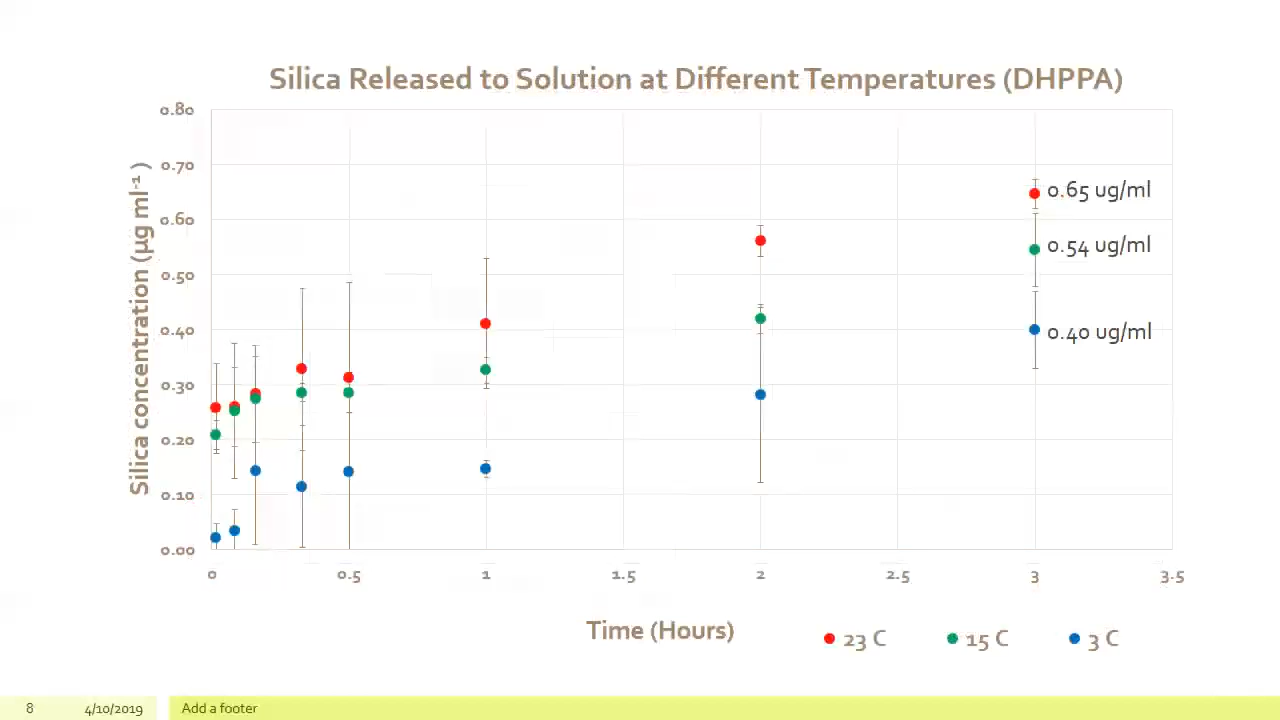 Silica Released to Solution at Different Temperatures (DHPPA)
Silica concentration (µg ml⁻¹ )
0.80
0.70
0.60
0.50
0.40
0.30
0.20
0.10
0.00
0.65 ug/ml
0.54 ug/ml
0.40 ug/ml
0 0.5 1 1.5 2 2.5 3 3.5
Time (Hours)
23 C 15 C 3 C
8 4/10/2019 Add a footer